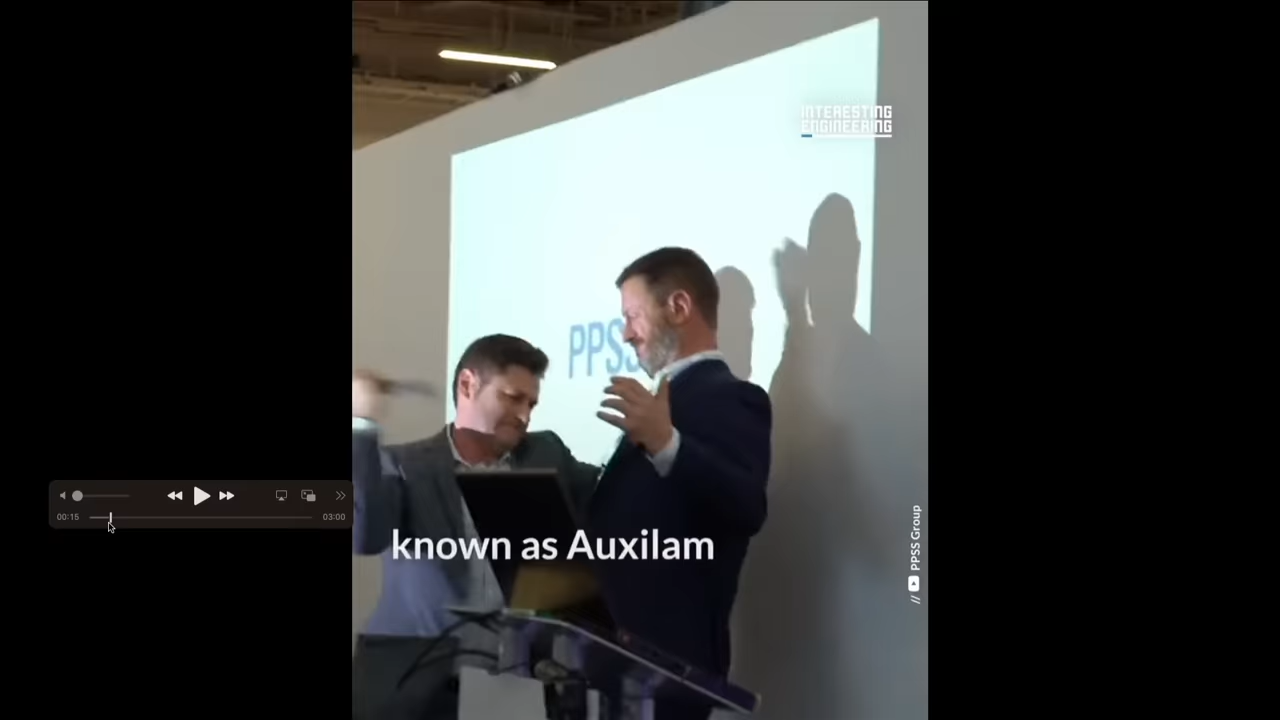 INTERESTING
ENGINEERING
PPSS
known as Auxilam
// PPSS Group
00:15
03:00